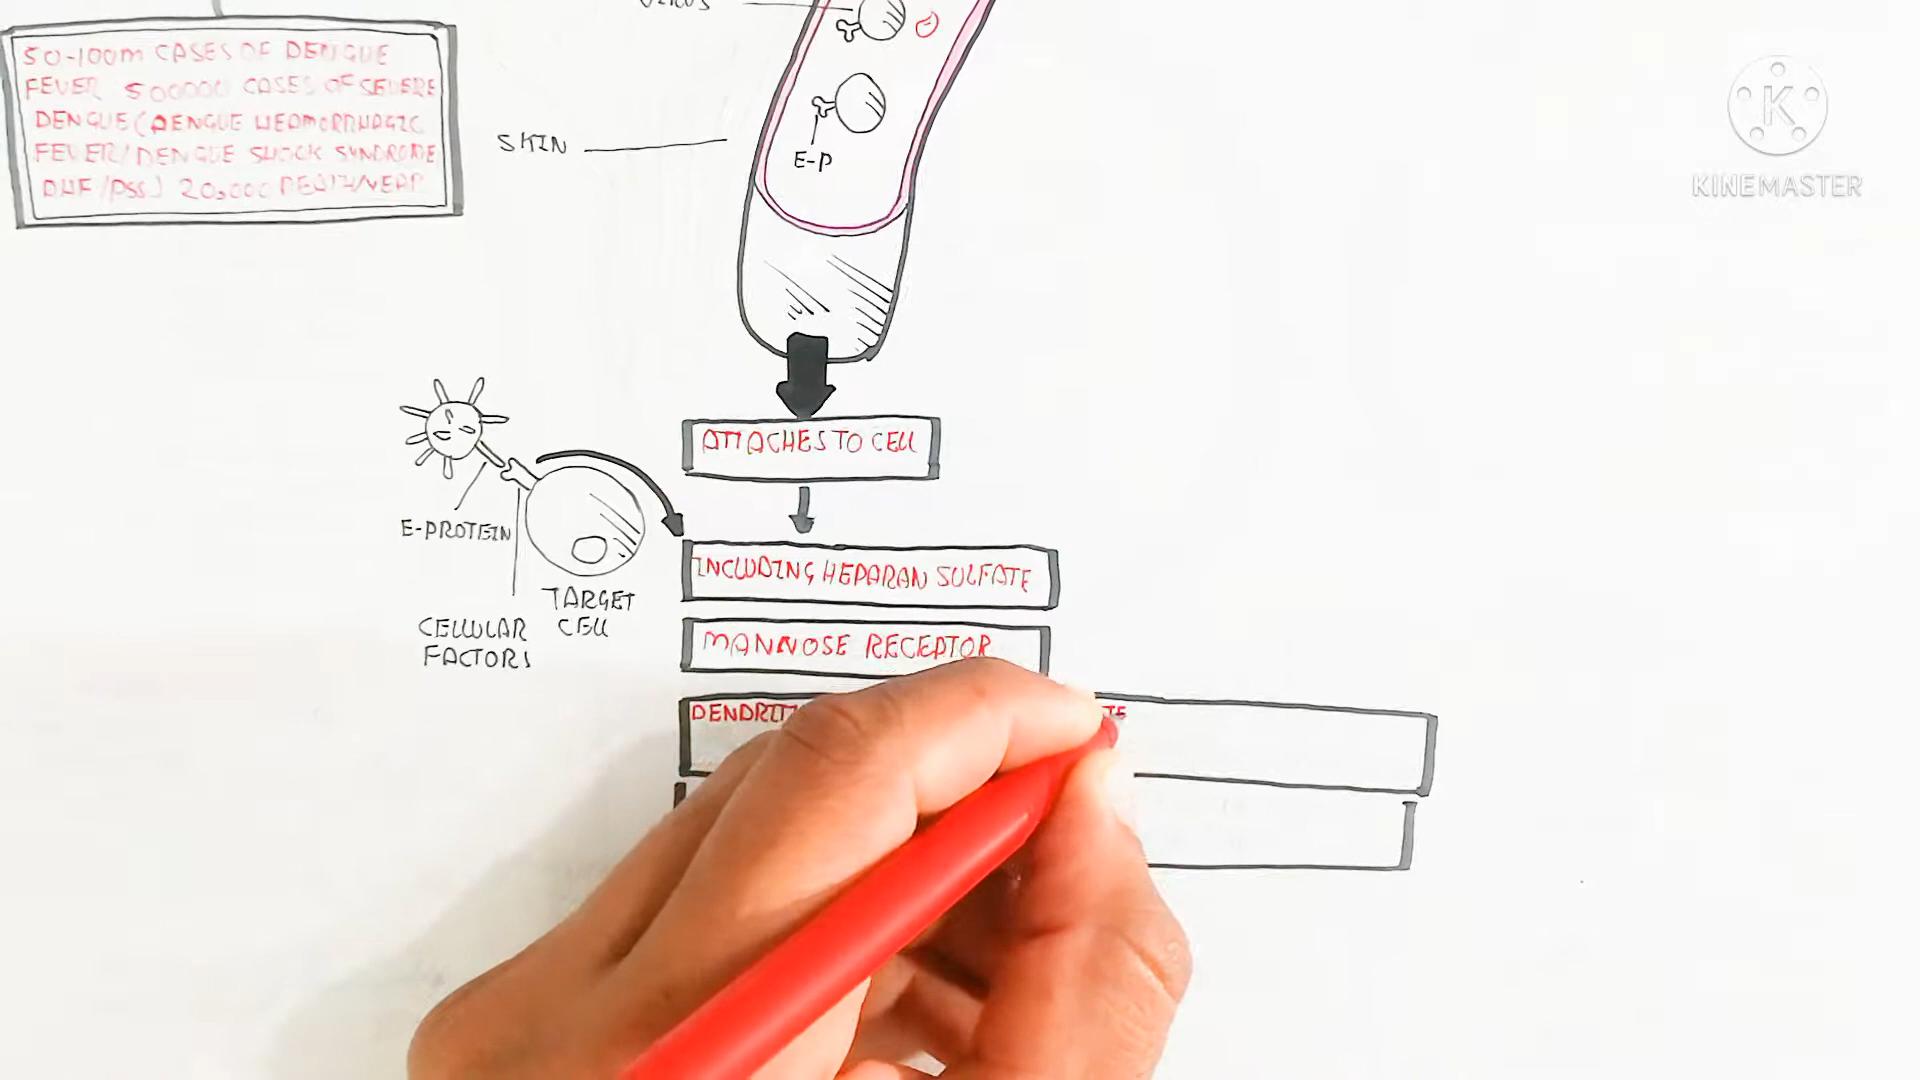 50-100M CASES OF DENGUE
FEVER 500000 CASES OF SEVERE
DENGUE (DENGUE HEAMORRHAGIC
FEVER/DENGUE SHOCK SYNDROME
DHF/DSS) 20,000 DEATH/YEAR
SKIN
E-P
KINEMASTER
ATTACHES TO CELL
E-PROTEIN
INCLUDING HEPARAN SULFATE
TARGET
CELL
CELLULAR
FACTORS
MANNOSE RECEPTOR